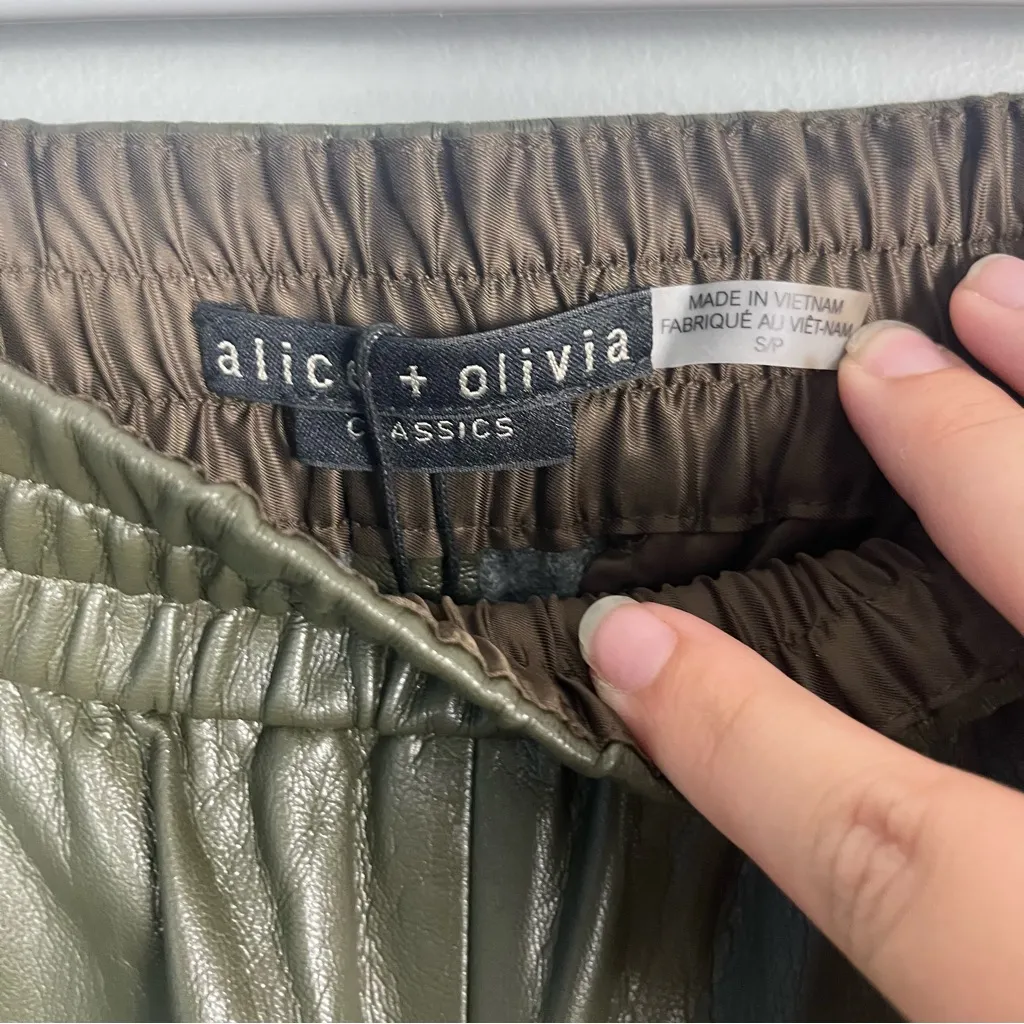 alice + olivia
CLASSICS
MADE IN VIETNAM
FABRIQUÉ AU VIÊT-NAM
S/P